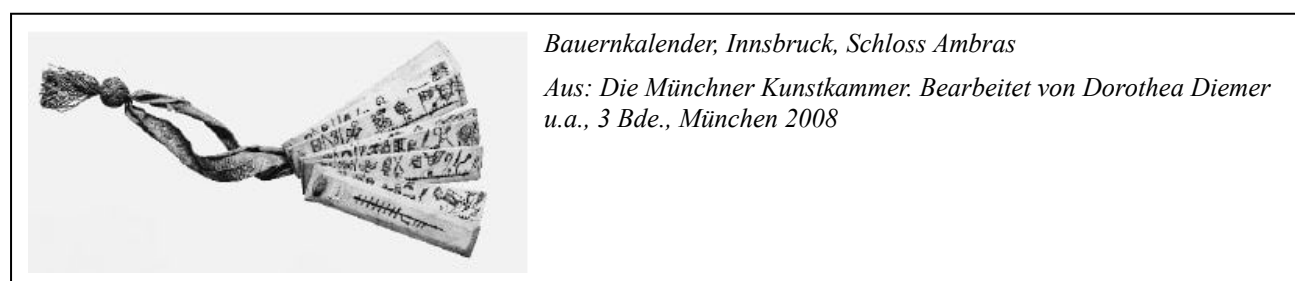 Bauernkalender, Innsbruck, Schloss Ambras
Aus: Die Münchner Kunstkammer. Bearbeitet von Dorothea Diemer
u.a., 3 Bde., München 2008